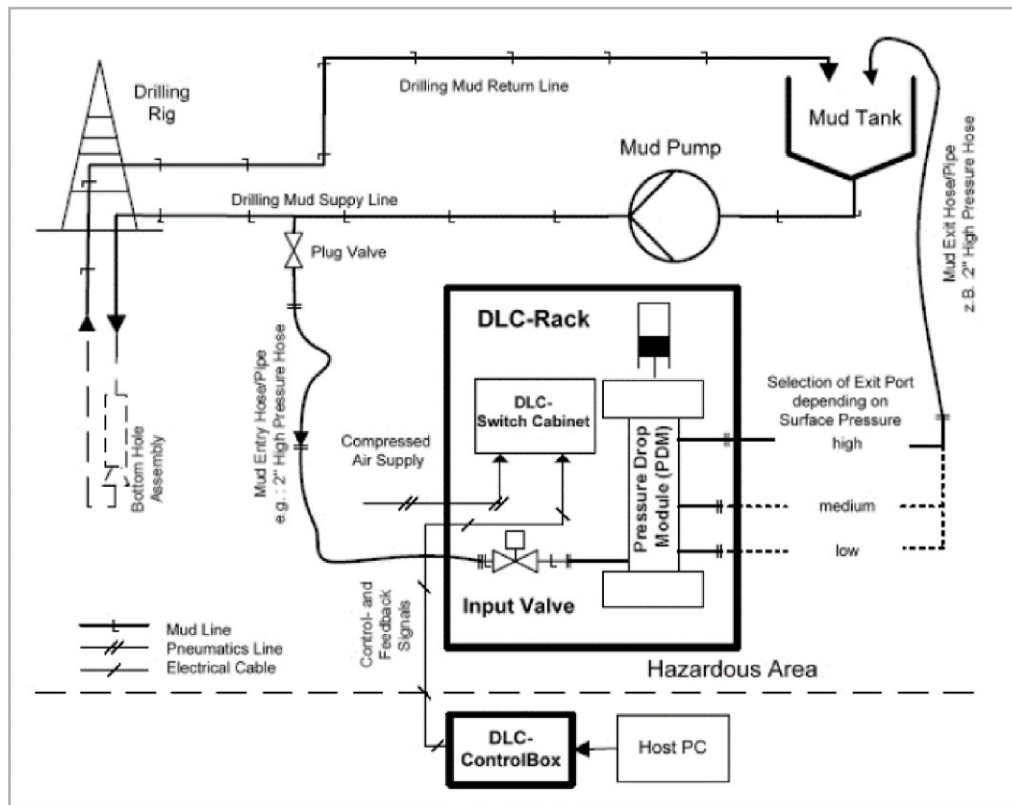 Drilling
Rig
Drilling Mud Return Line
Mud Tank
Mud Pump
Drilling Mud Suppy Line
Plug Valve
Mud Exit Hose/Pipe
z.B. 2" High Pressure Hose
DLC-Rack
DLC-
Switch Cabinet
Mud Entry Hose/Pipe
e.g.: 2" High Pressure Hose
Compressed
Air Supply
Pressure Drop
Module (PDM)
Selection of Exit Port
depending on
Surface Pressure
high
medium
low
Bottom Hole
Assembly
Input Valve
Control- and
Feedback
Signals
Mud Line
Pneumatics Line
Electrical Cable
Hazardous Area
DLC-
ControlBox
Host PC